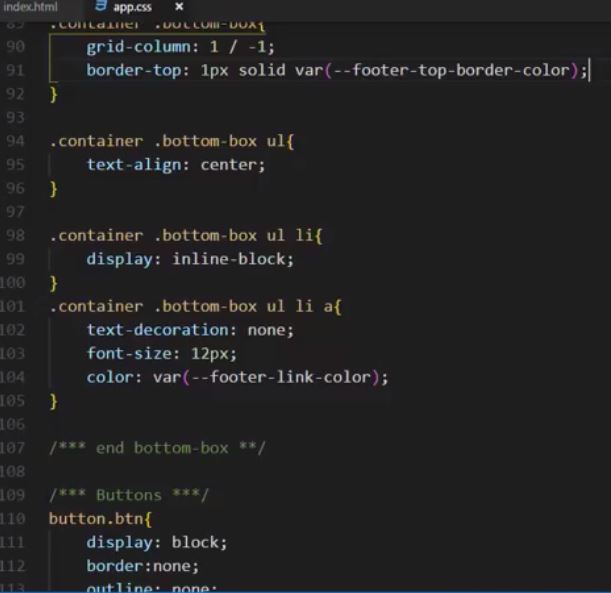 index.html app.css ×
89 .container .bottom-box{
90 grid-column: 1 / -1;
91 border-top: 1px solid var(--footer-top-border-color);
92 }
93
94 .container .bottom-box ul{
95 text-align: center;
96 }
97
98 .container .bottom-box ul li{
99 display: inline-block;
100 }
101 .container .bottom-box ul li a{
102 text-decoration: none;
103 font-size: 12px;
104 color: var(--footer-link-color);
105 }
106
107 /*** end bottom-box **/
108
109 /*** Buttons ***/
110 button.btn{
111 display: block;
112 border:none;
113 outline: none;